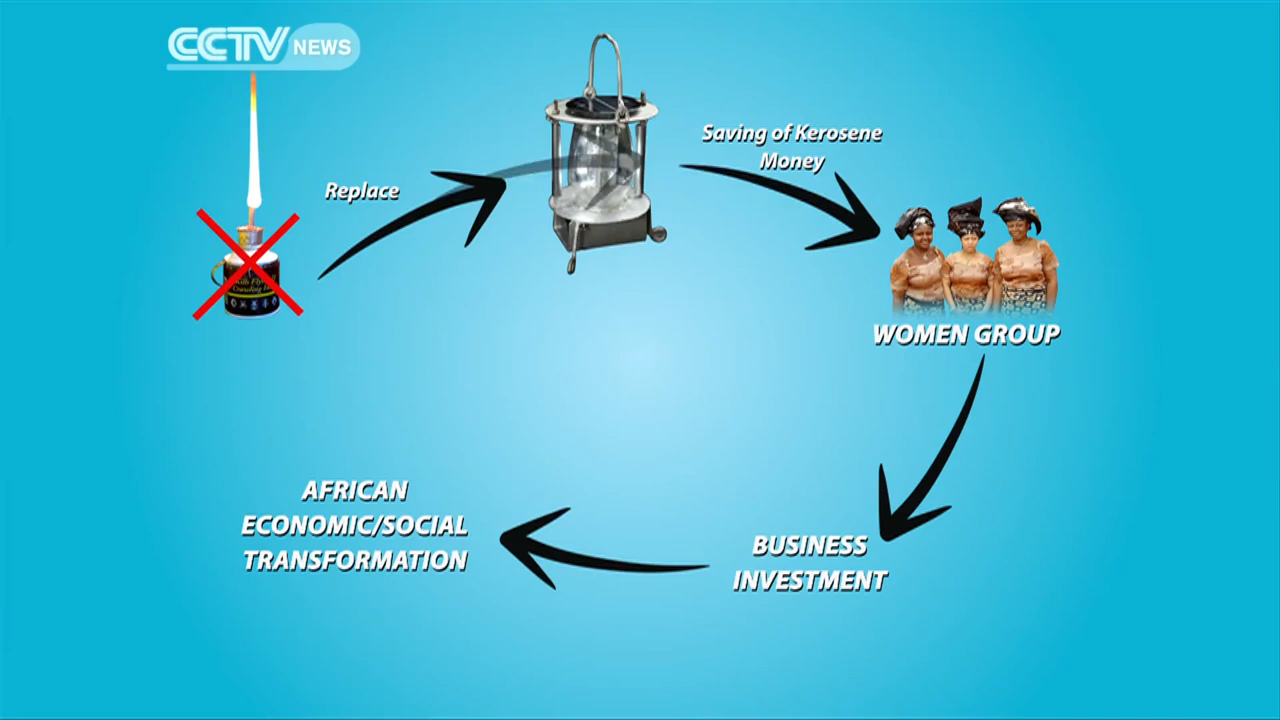 CCTV NEWS
Replace
Saving of Kerosene
Money
WOMEN GROUP
BUSINESS
INVESTMENT
AFRICAN
ECONOMIC/SOCIAL
TRANSFORMATION